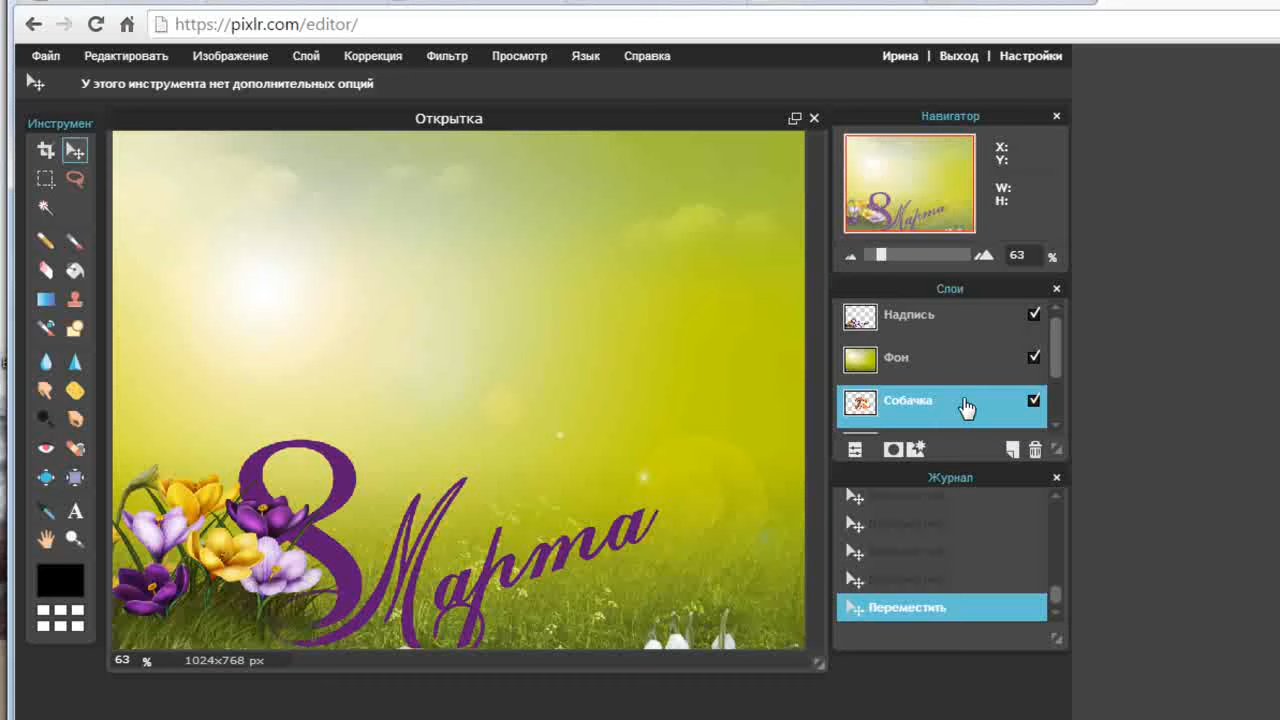 https://pixlr.com/editor/
Файл Редактировать Изображение Слой Коррекция Фильтр Просмотр Язык Справка Ирина | Выход | Настройки
У этого инструмента нет дополнительных опций
Инструмен
Открытка
Навигатор
X:
Y:
W:
H:
63 %
Слои
Надпись
Фон
Собачка
Журнал
Переместить
8 Марта
A
63 % 1024x768 px